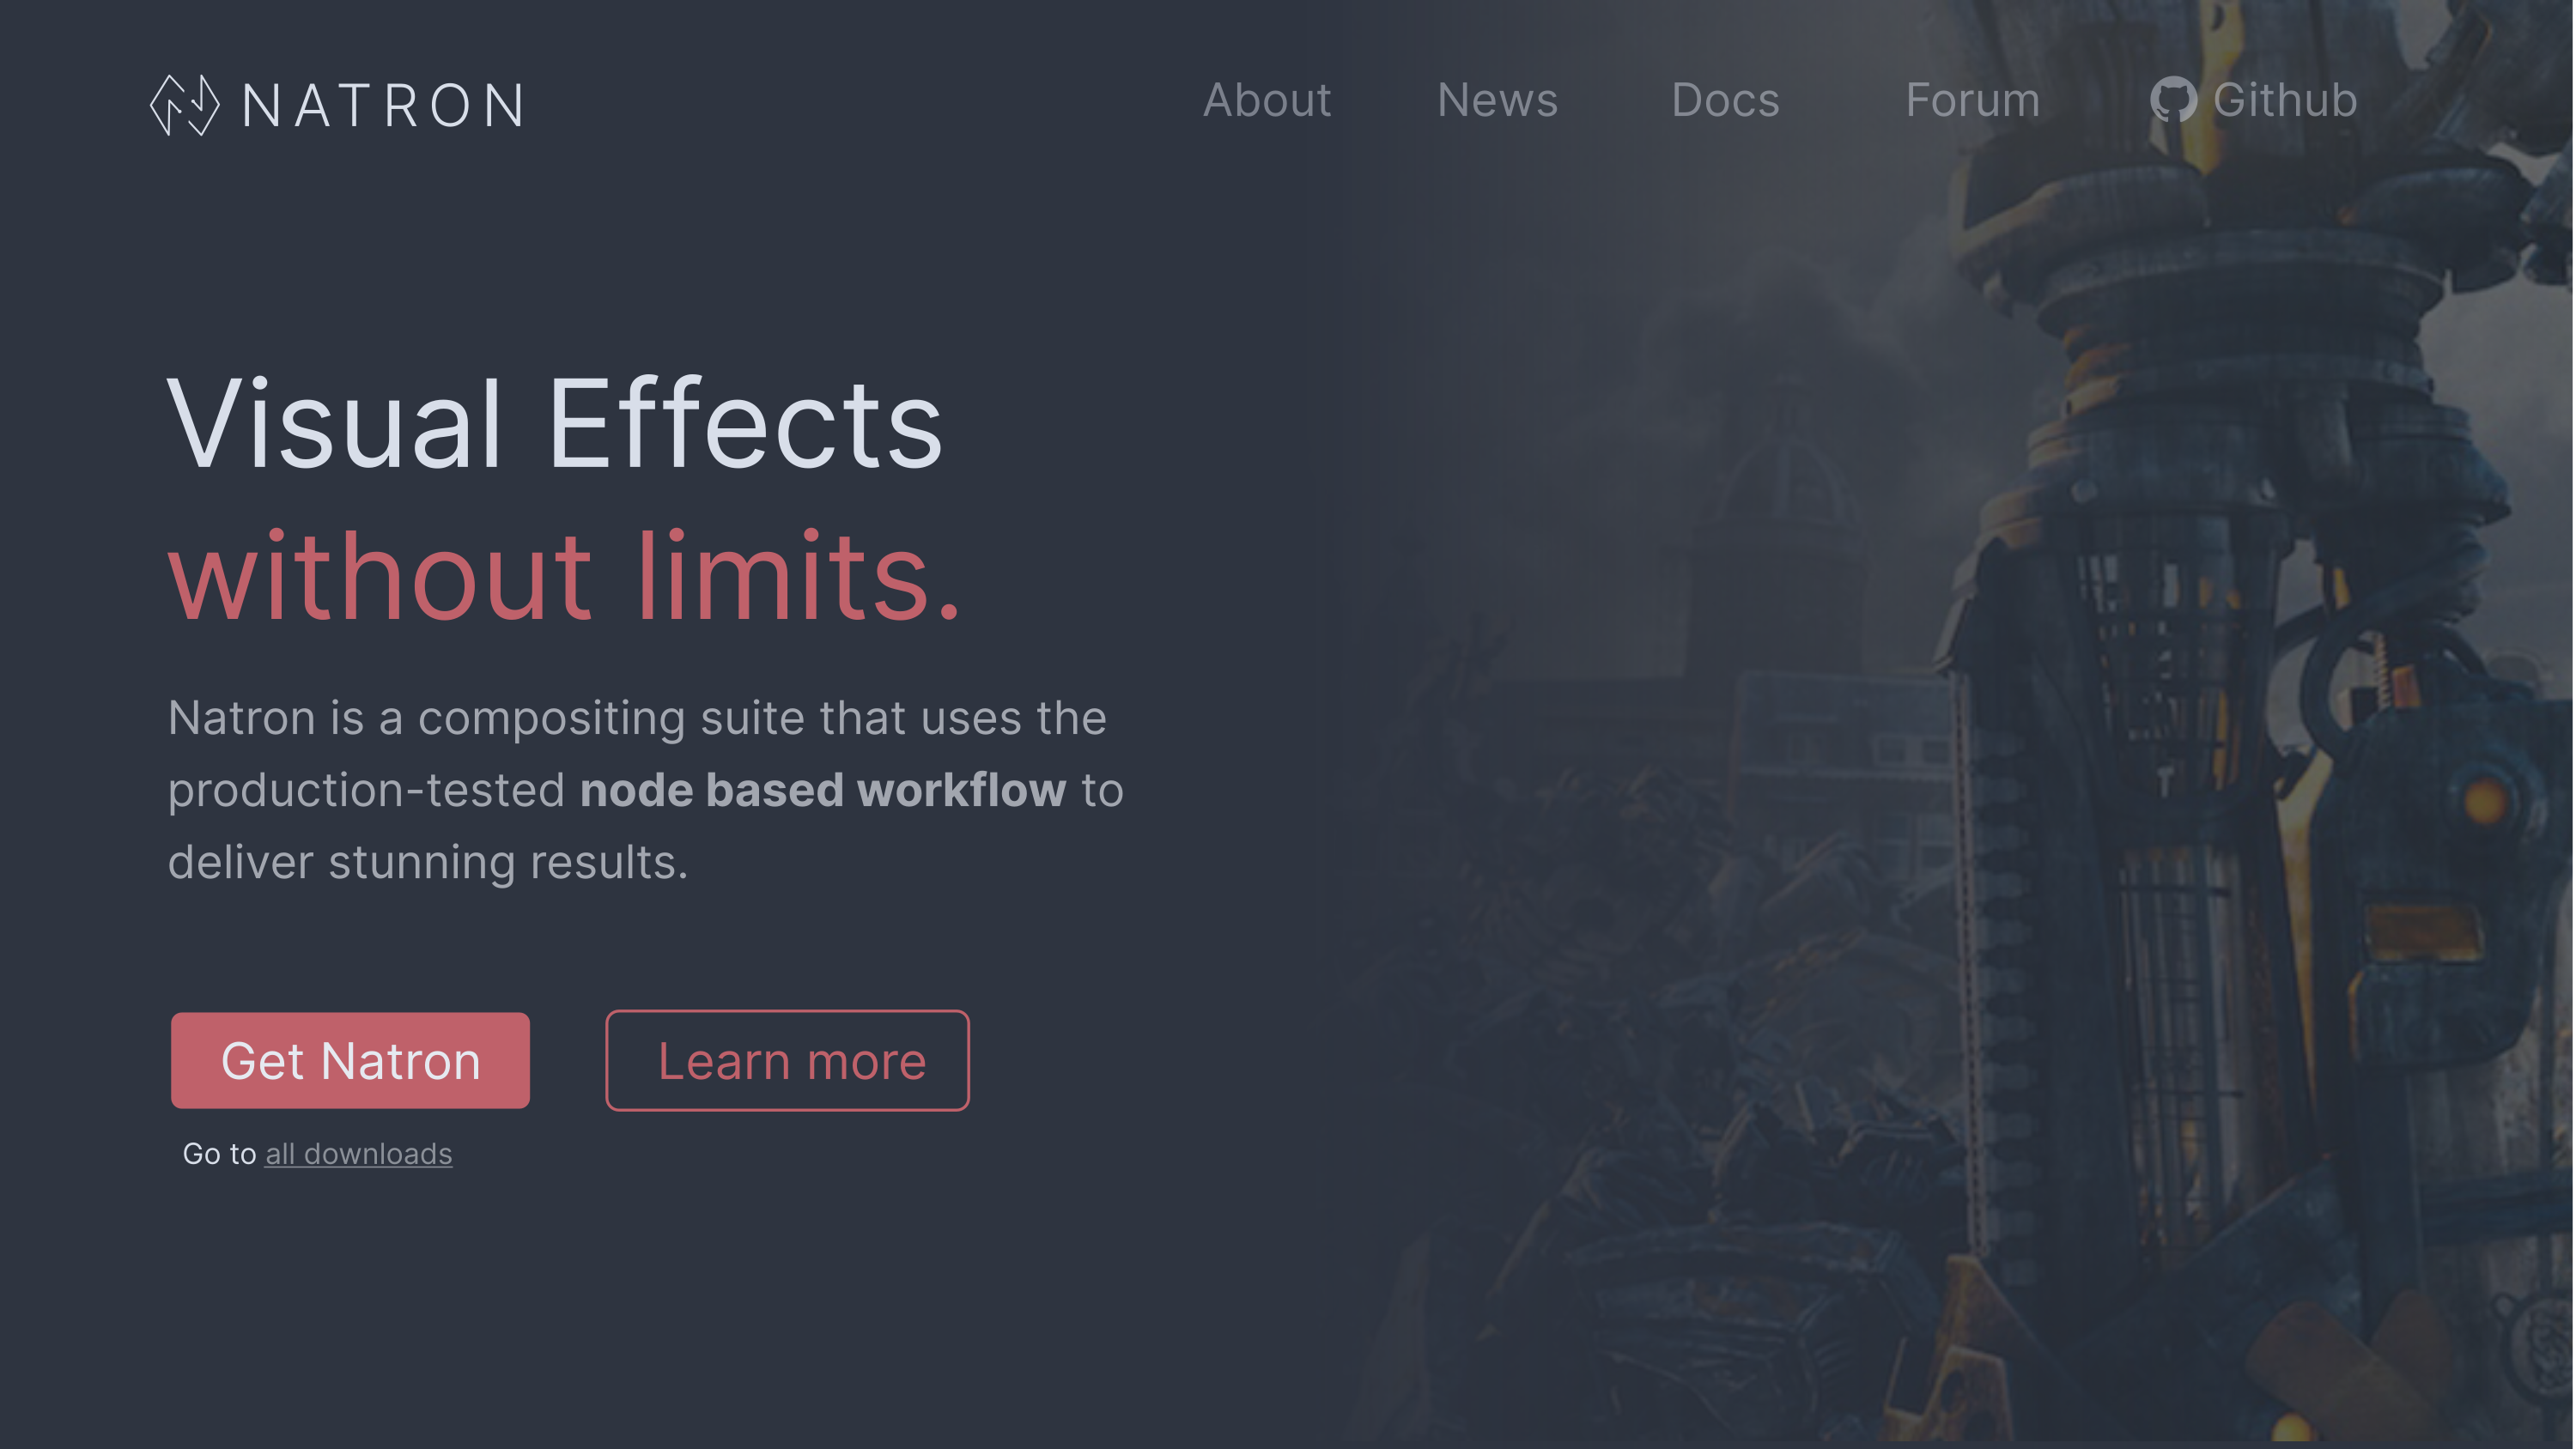 NATRON
About
News
Docs
Forum
Github
Visual Effects
without limits.
Natron is a compositing suite that uses the
production-tested node based workflow to
deliver stunning results.
Get Natron
Learn more
Go to all downloads